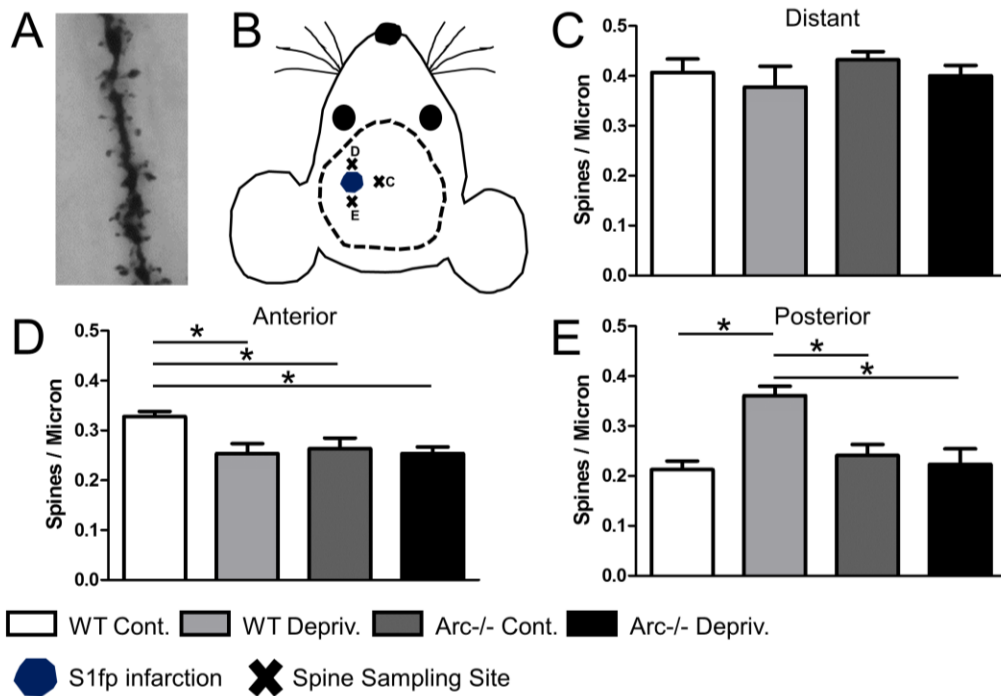 A
B
D
C
E
C
Distant
Spines / Micron
0.5
0.4
0.3
0.2
0.1
0.0
D
Anterior
Spines / Micron
0.5
0.4
0.3
0.2
0.1
0.0
*
*
*
E
Posterior
Spines / Micron
0.5
0.4
0.3
0.2
0.1
0.0
*
*
*
WT Cont. WT Depriv. Arc-/- Cont. Arc-/- Depriv.
S1fp infarction Spine Sampling Site